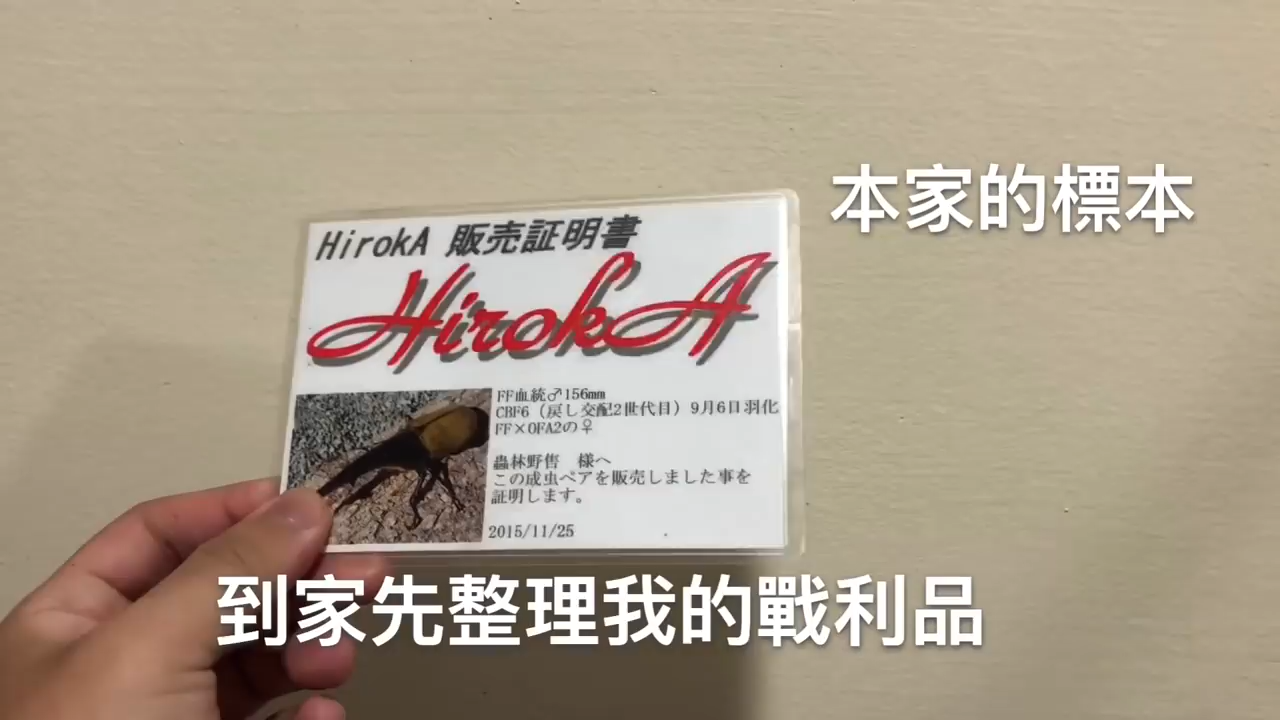 本家的標本
HirokA 販売証明書
HirokA
FF血統♂156mm
CBF6（戻し交配2世代目）9月6日羽化
FF×OFA2の♀
蟲林野售　様へ
この成虫ペアを販売しました事を
証明します。
2015/11/25
到家先整理我的戰利品